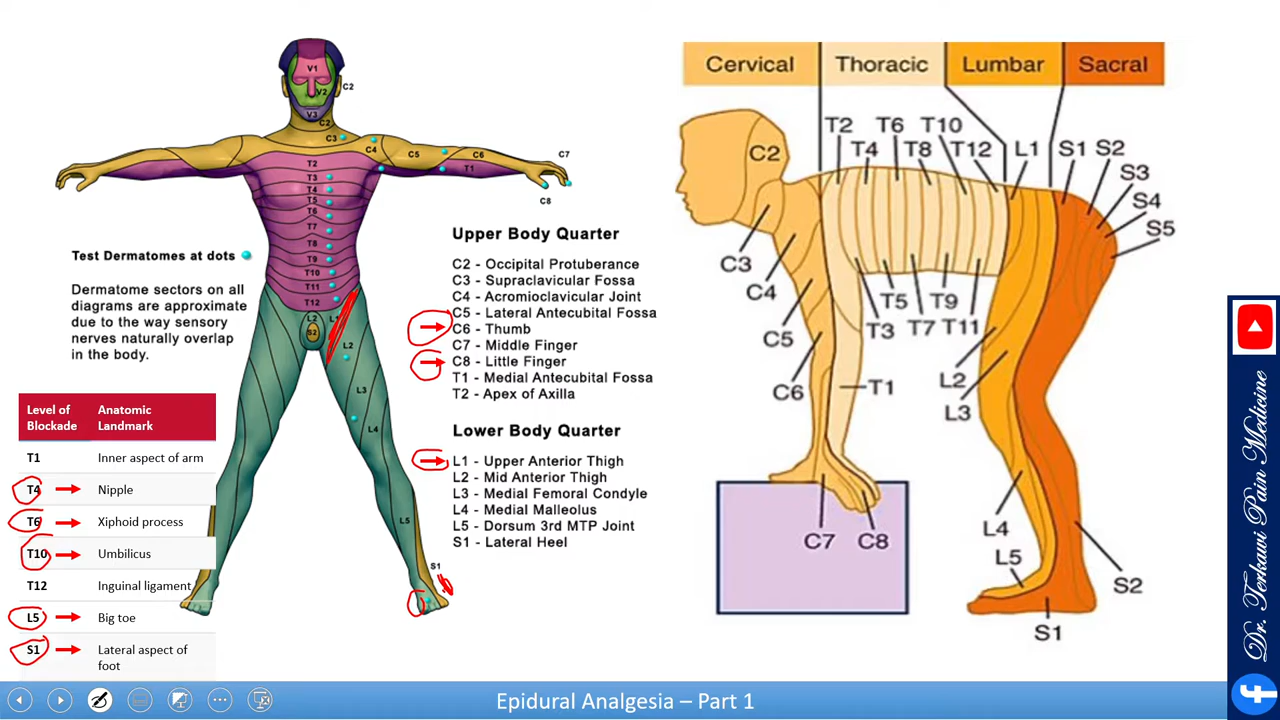 V1
V2
V3
C2
C2
C3
C4
C5
C6
C7
T1
C8
T2
T3
T4
T5
T6
T7
T8
T9
T10
T11
T12
L1
L2
S2
L2
L3
L4
L5
S1
Test Dermatomes at dots
Dermatome sectors on all
diagrams are approximate
due to the way sensory
nerves naturally overlap
in the body.
Level of Blockade Anatomic Landmark
T1 Inner aspect of arm
T4 Nipple
T6 Xiphoid process
T10 Umbilicus
T12 Inguinal ligament
L5 Big toe
S1 Lateral aspect of
foot
Upper Body Quarter
C2 - Occipital Protuberance
C3 - Supraclavicular Fossa
C4 - Acromioclavicular Joint
C5 - Lateral Antecubital Fossa
C6 - Thumb
C7 - Middle Finger
C8 - Little Finger
T1 - Medial Antecubital Fossa
T2 - Apex of Axilla
Lower Body Quarter
L1 - Upper Anterior Thigh
L2 - Mid Anterior Thigh
L3 - Medial Femoral Condyle
L4 - Medial Malleolus
L5 - Dorsum 3rd MTP Joint
S1 - Lateral Heel
Cervical Thoracic Lumbar Sacral
T2 T6 T10
T4 T8 T12 L1 S1 S2
C2
S3
S4
S5
C3
C4
C5
C6
T5 T9
T3 T7 T11
T1
L2
L3
C7 C8
L4
L5
S2
S1
Dr. Terkawi Pain Medicine
Epidural Analgesia – Part 1